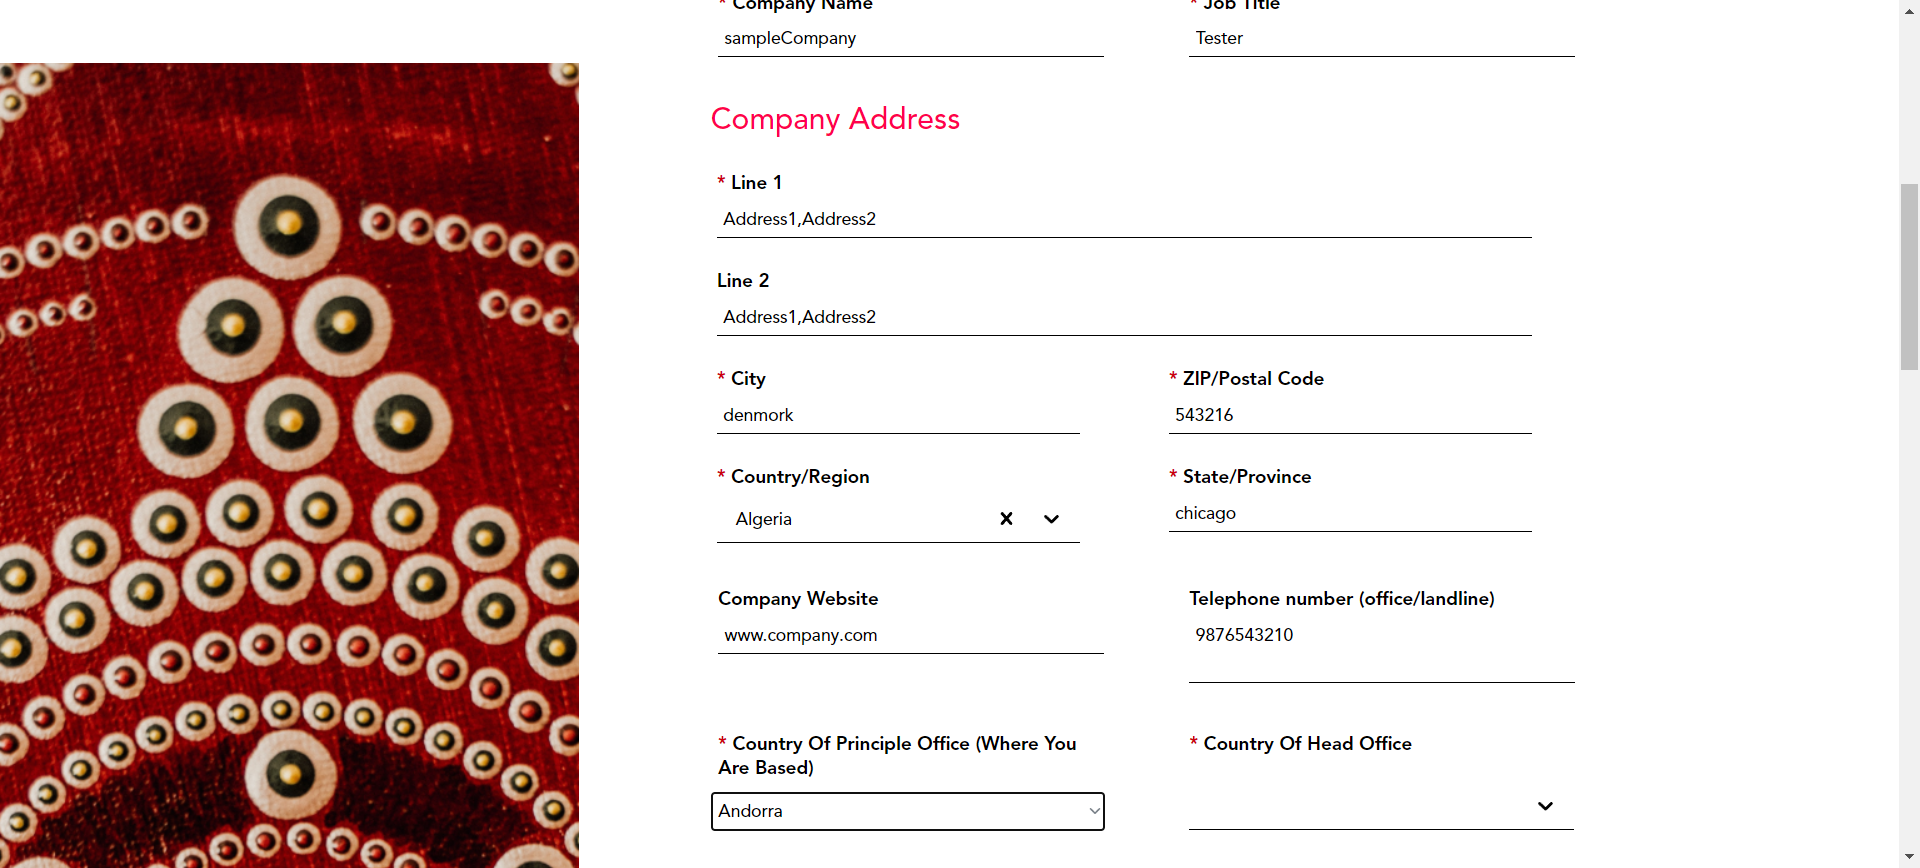 * Company Name * Job Title
sampleCompany Tester
Company Address
* Line 1
Address1,Address2
Line 2
Address1,Address2
* City * ZIP/Postal Code
denmork 543216
* Country/Region * State/Province
Algeria chicago
Company Website Telephone number (office/landline)
www.company.com 9876543210
* Country Of Principle Office (Where You * Country Of Head Office
Are Based)
Andorra